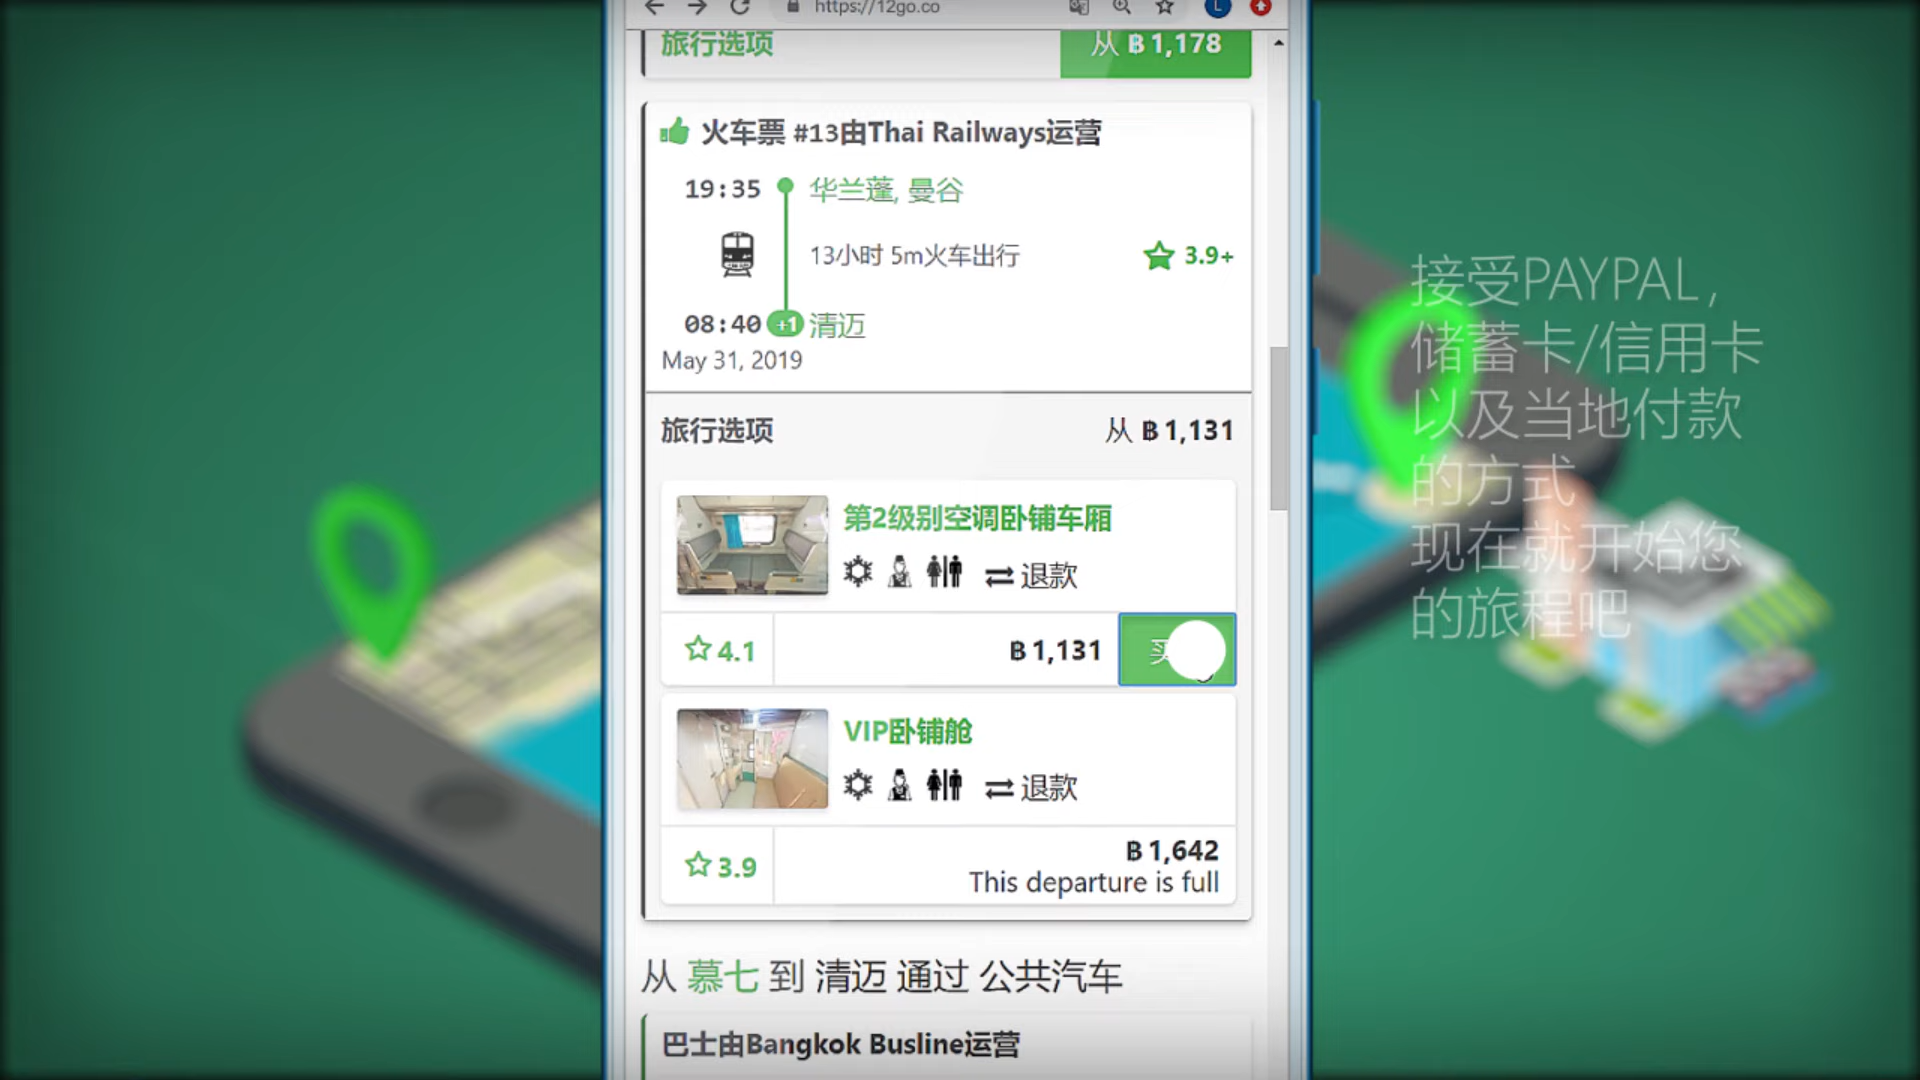 https://12go.co
L
旅行选项
从 ฿1,178
火车票 #13由Thai Railways运营
19:35
华兰蓬, 曼谷
13小时 5m火车出行
3.9+
08:40 +1 清迈
May 31, 2019
旅行选项
从 ฿1,131
第2级别空调卧铺车厢
退款
4.1
฿1,131
买
VIP卧铺舱
退款
3.9
฿1,642
This departure is full
从 慕七 到 清迈 通过 公共汽车
巴士由Bangkok Busline运营
接受PAYPAL,
储蓄卡/信用卡
以及当地付款
的方式
现在就开始您
的旅程吧